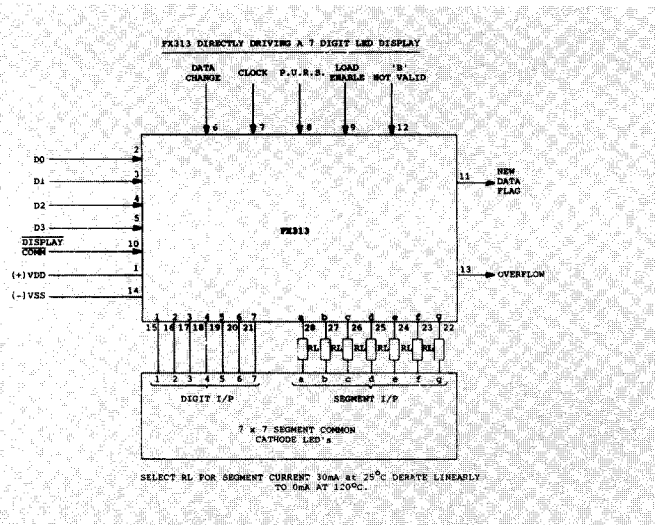 FX313 DIRECTLY DRIVING A 7 DIGIT LED DISPLAY
DATA CHANGE
CLOCK
P.U.R.S.
LOAD ENABLE
'B' NOT VALID
6 7 8 9 12
D0 2
D1 3
D2 4
D3 5
DISPLAY COMM 10
(+)VDD 1
(-)VSS 14
FX313
11 NEW DATA FLAG
13 OVERFLOW
1 2 3 4 5 6 7
15 16 17 18 19 20 21
a b c d e f g
28 27 26 25 24 23 22
RL RL RL RL RL RL
1 2 3 4 5 6 7
a b c d e f g
DIGIT I/P
SEGMENT I/P
7 x 7 SEGMENT COMMON
CATHODE LED's
SELECT RL FOR SEGMENT CURRENT 30mA at 25°C DERATE LINEARLY
TO 0mA AT 120°C.